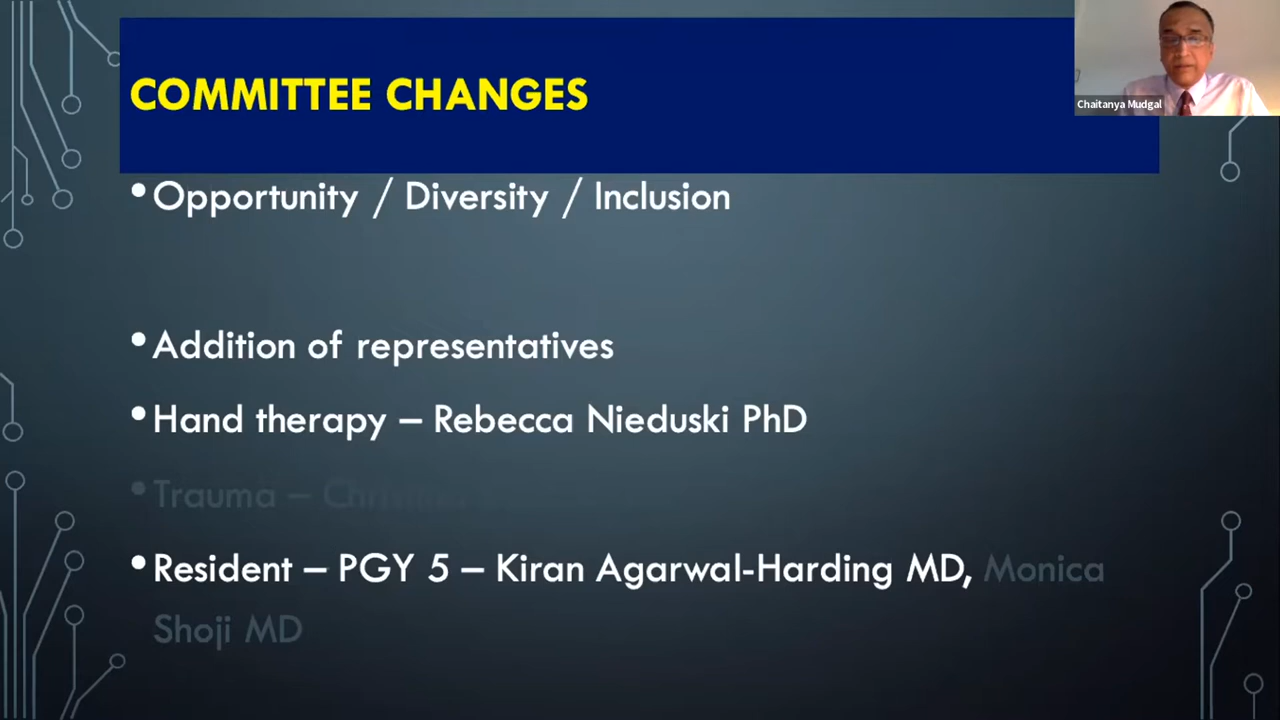 COMMITTEE CHANGES
Chaitanya Mudgal
•Opportunity / Diversity / Inclusion
•Addition of representatives
•Hand therapy – Rebecca Nieduski PhD
•Trauma –
•Resident – PGY 5 – Kiran Agarwal-Harding MD, Monica
Shoji MD